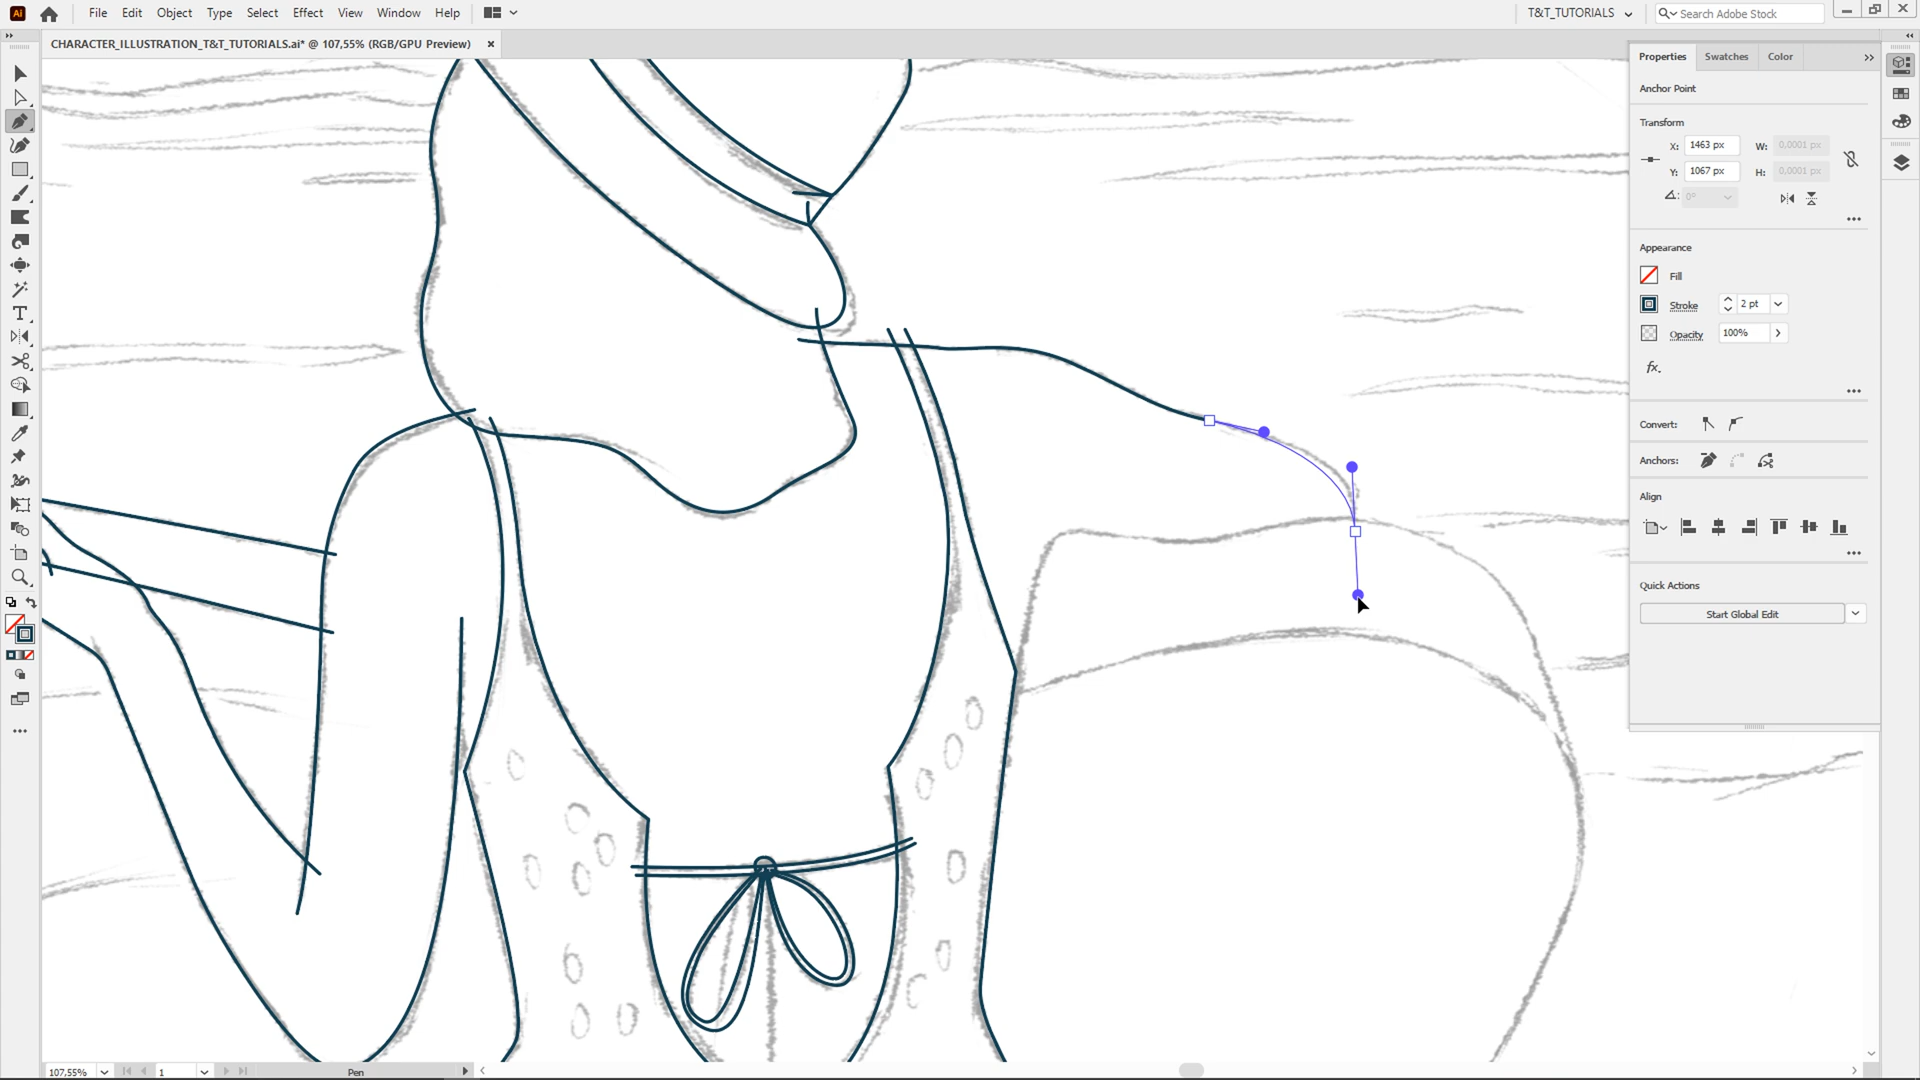 Ai File Edit Object Type Select Effect View Window Help T&T_TUTORIALS Search Adobe Stock
CHARACTER_ILLUSTRATION_T&T_TUTORIALS.ai* @ 107,55% (RGB/GPU Preview) ×
Properties Swatches Color
Anchor Point
Transform
X: 1463 px W: 0,0001 px
Y: 1067 px H: 0,0001 px
0°
Appearance
Fill
Stroke 2 pt
Opacity 100%
fx.
Convert:
Anchors:
Align
Quick Actions
Start Global Edit
107,55% 1 Pen